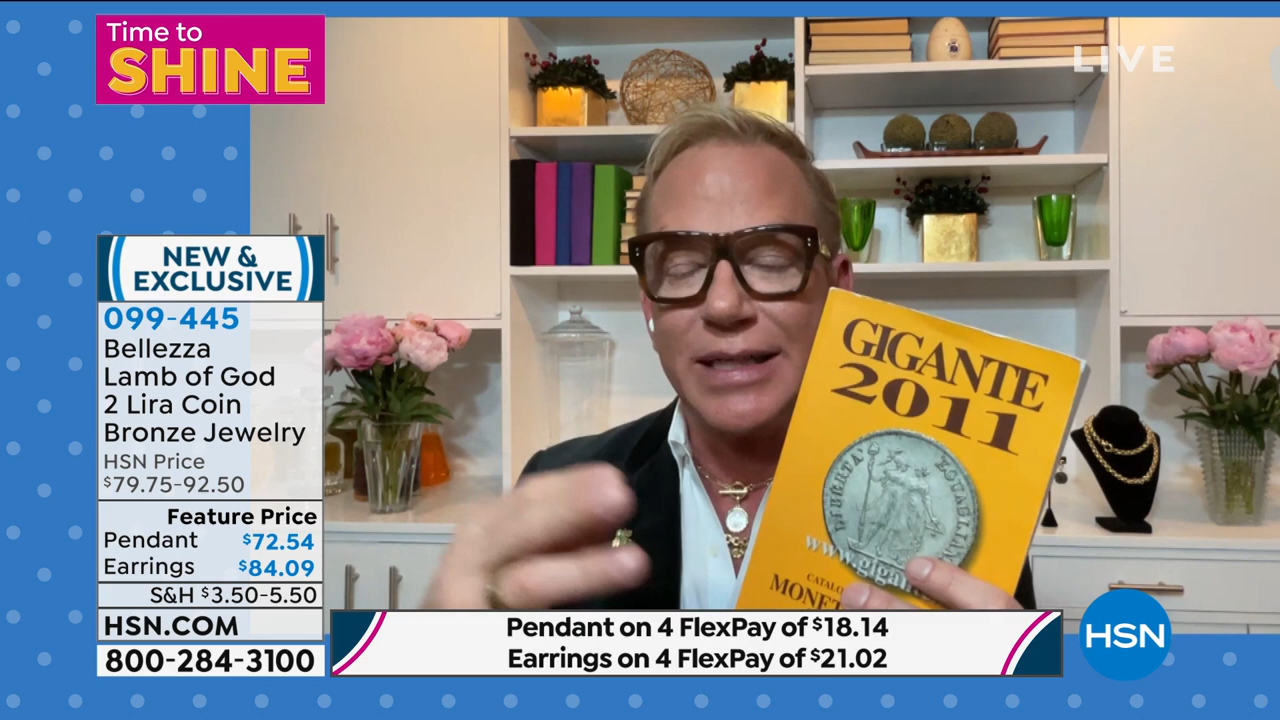 Time to
SHINE
LIVE
NEW &
EXCLUSIVE
099-445
Bellezza
Lamb of God
2 Lira Coin
Bronze Jewelry
HSN Price
$79.75-92.50
Feature Price
Pendant $72.54
Earrings $84.09
S&H $3.50-5.50
HSN.COM
800-284-3100
GIGANTE
2011
LIBERTA' EGUAGLIAN
Pendant on 4 FlexPay of $18.14
Earrings on 4 FlexPay of $21.02
HSN